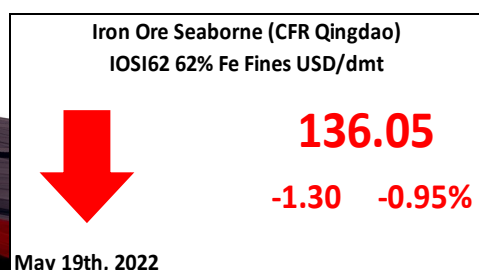 Iron Ore Seaborne (CFR Qingdao)
IOSI62 62% Fe Fines USD/dmt
136.05
-1.30 -0.95%
May 19th, 2022